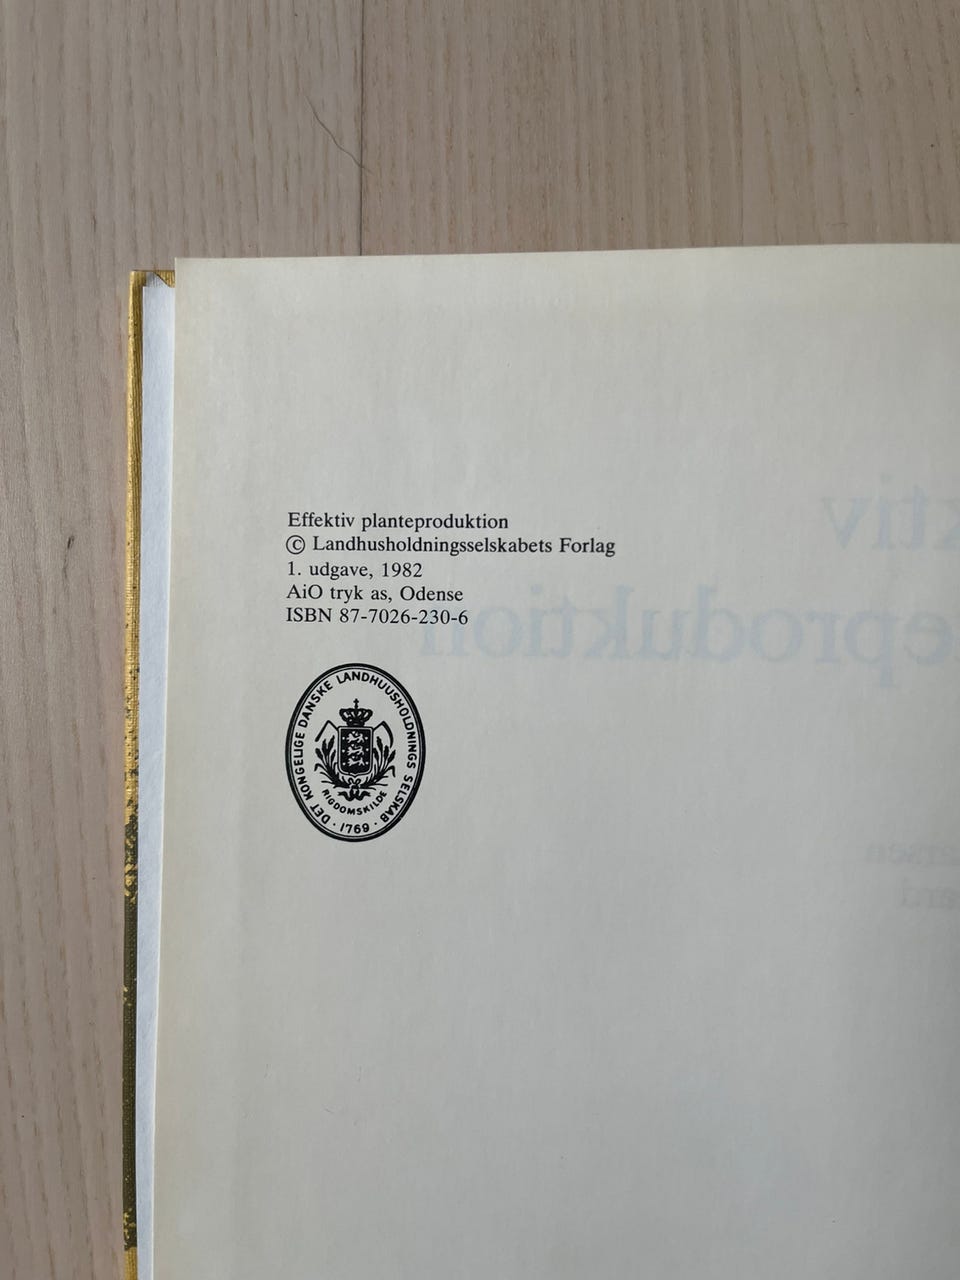 Effektiv planteproduktion
© Landhusholdningsselskabets Forlag
1. udgave, 1982
AiO tryk as, Odense
ISBN 87-7026-230-6
DET KONGELIGE DANSKE LANDHUUSHOLDNINGS SELSKAB
RIGDOMSKILDE
· 1769 ·